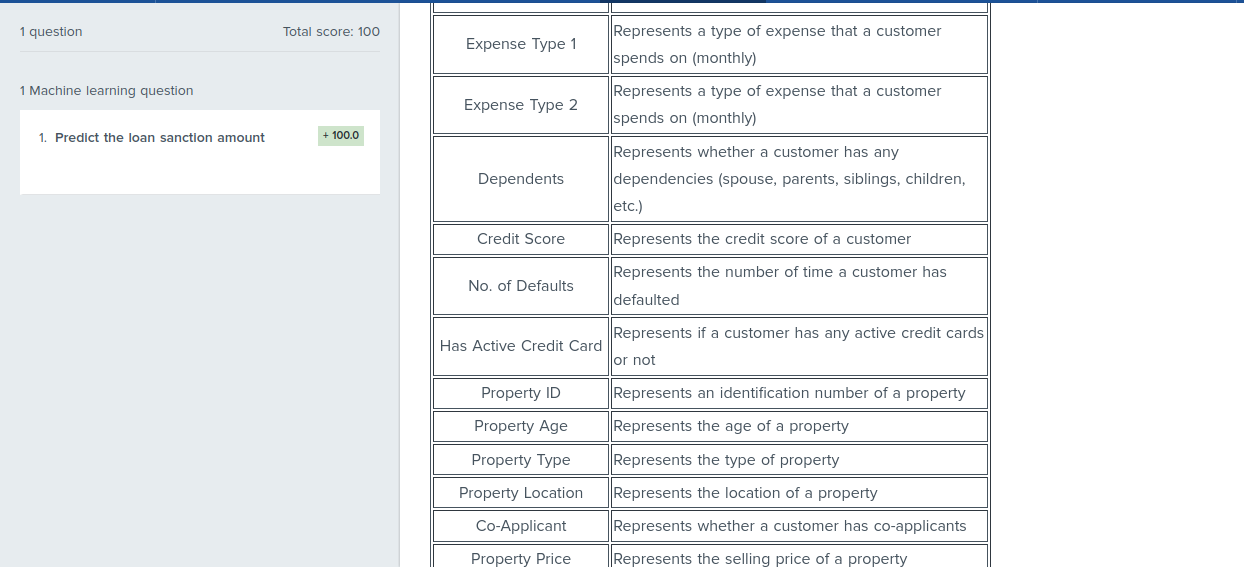 1 question
Total score: 100
1 Machine learning question
1. Predict the loan sanction amount
+ 100.0
Expense Type 1
Represents a type of expense that a customer
spends on (monthly)
Expense Type 2
Represents a type of expense that a customer
spends on (monthly)
Dependents
Represents whether a customer has any
dependencies (spouse, parents, siblings, children,
etc.)
Credit Score
Represents the credit score of a customer
No. of Defaults
Represents the number of time a customer has
defaulted
Has Active Credit Card
Represents if a customer has any active credit cards
or not
Property ID
Represents an identification number of a property
Property Age
Represents the age of a property
Property Type
Represents the type of property
Property Location
Represents the location of a property
Co-Applicant
Represents whether a customer has co-applicants
Property Price
Represents the selling price of a property